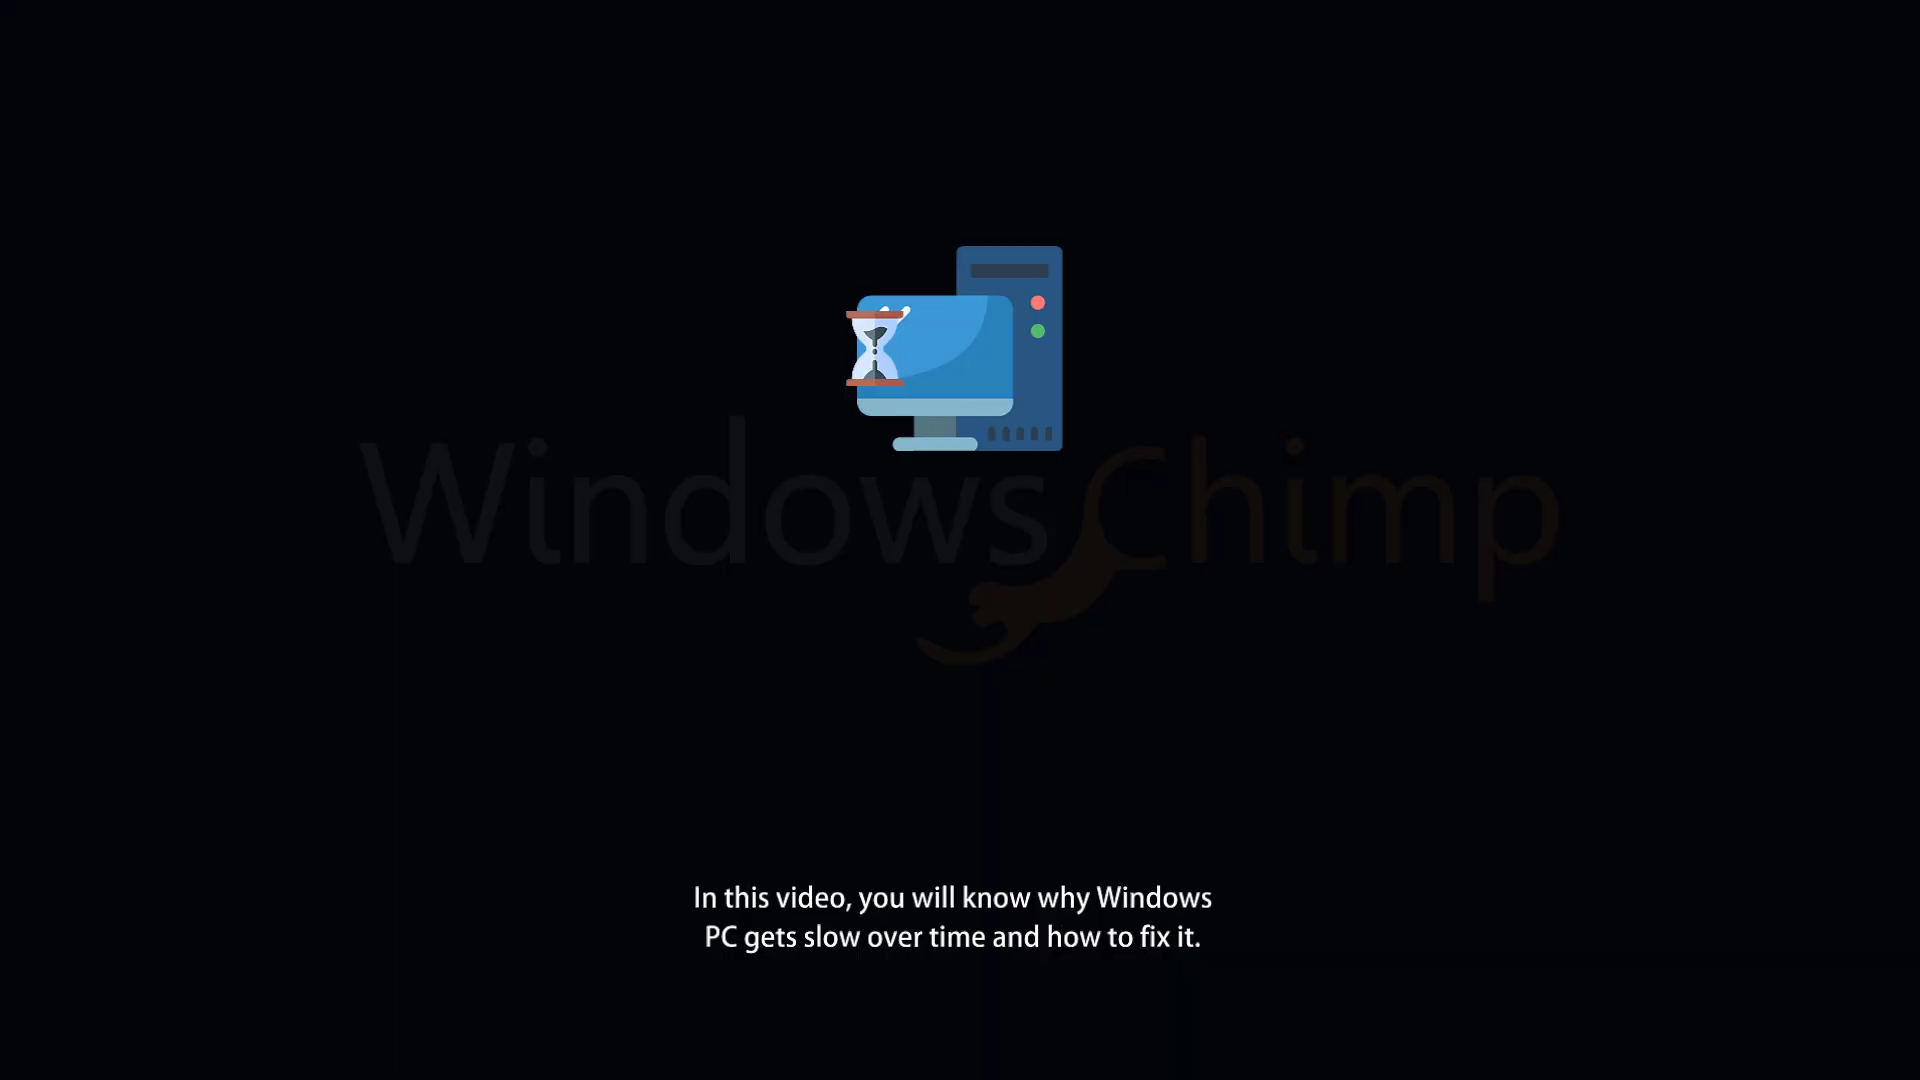 WindowsChimp
In this video, you will know why Windows
PC gets slow over time and how to fix it.